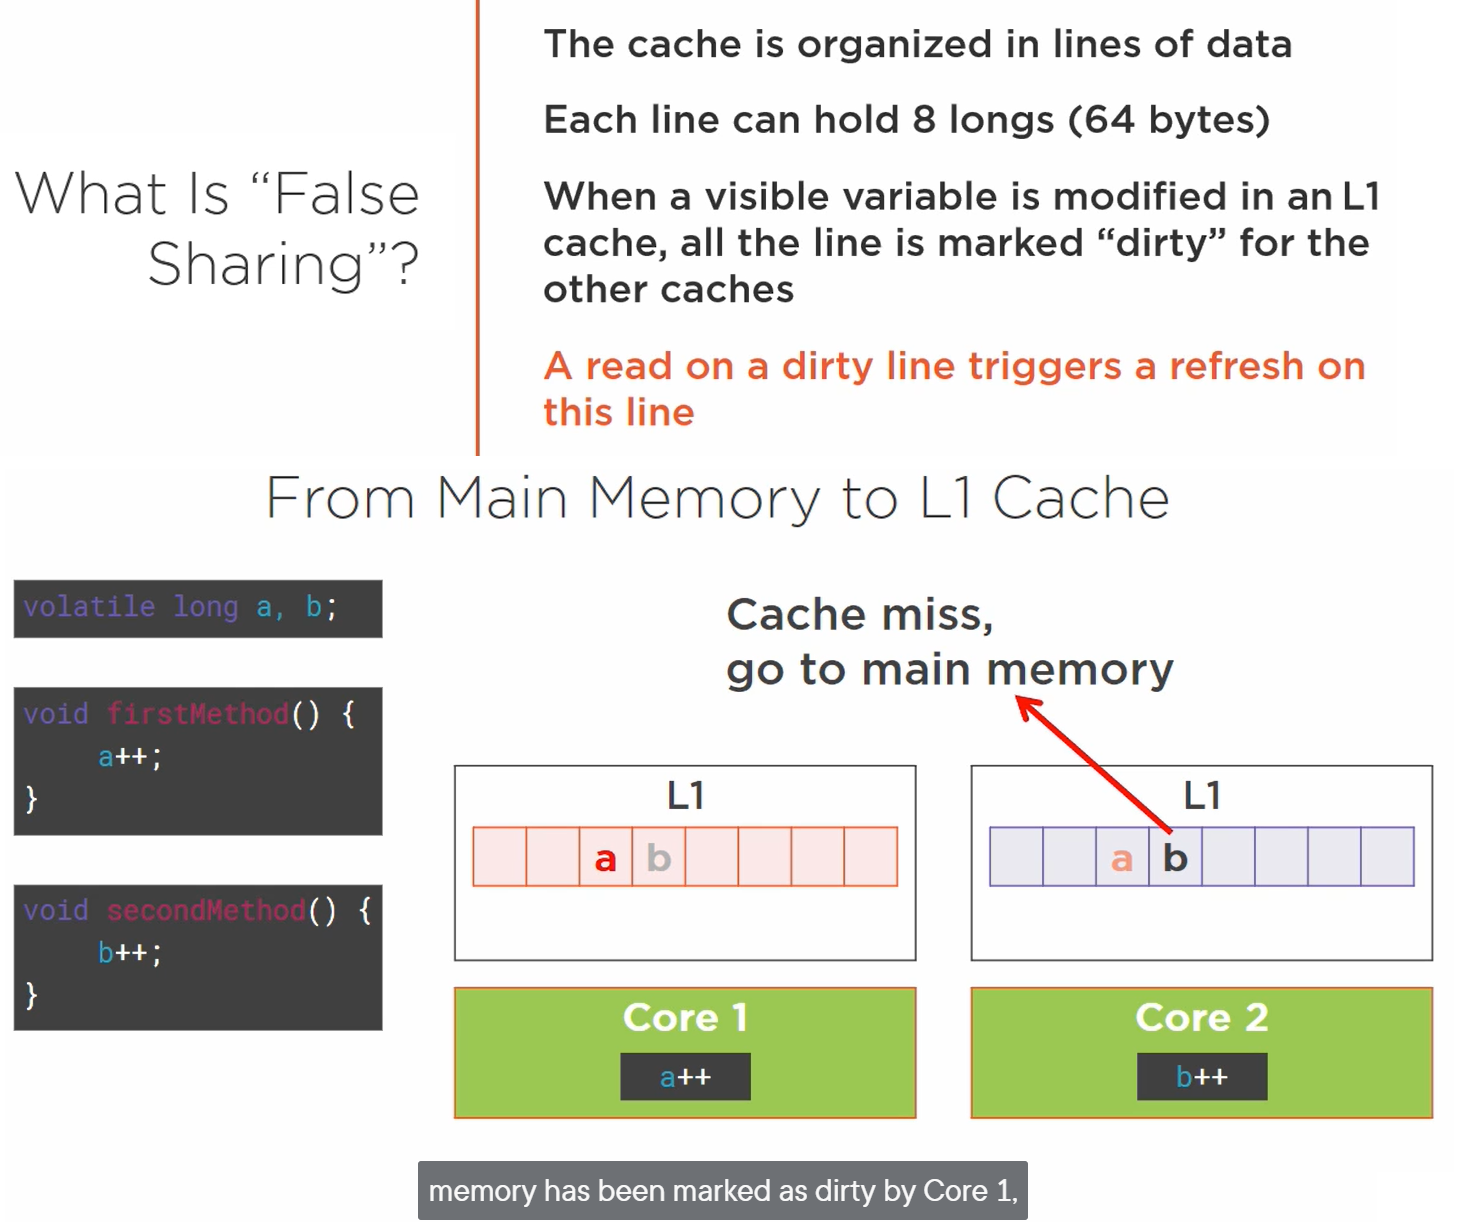 What Is “False
Sharing”?
The cache is organized in lines of data
Each line can hold 8 longs (64 bytes)
When a visible variable is modified in an L1
cache, all the line is marked “dirty” for the
other caches
A read on a dirty line triggers a refresh on
this line
From Main Memory to L1 Cache
volatile long a, b;
void firstMethod() {
a++;
}
void secondMethod() {
b++;
}
Cache miss,
go to main memory
L1
a b
Core 1
a++
L1
a b
Core 2
b++
memory has been marked as dirty by Core 1,